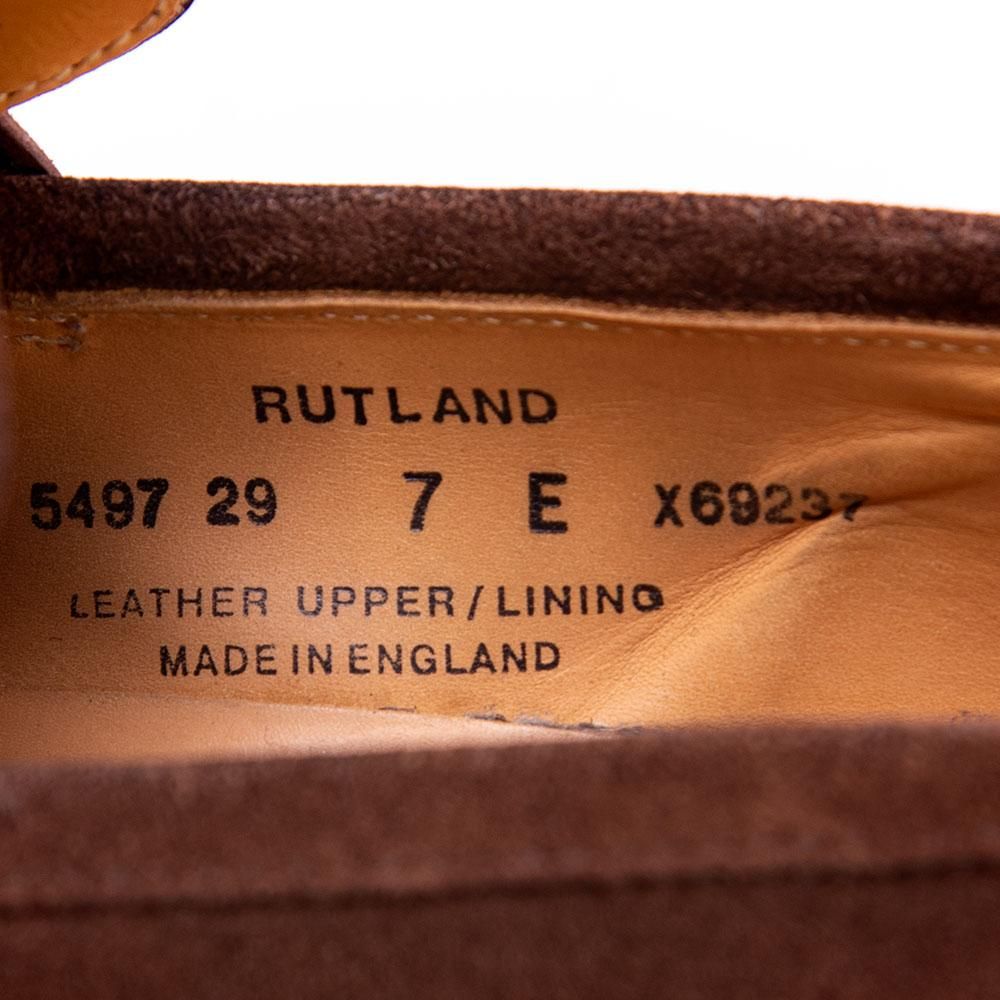 RUTLAND
5497 29 7 E X69237
LEATHER UPPER/LINING
MADE IN ENGLAND